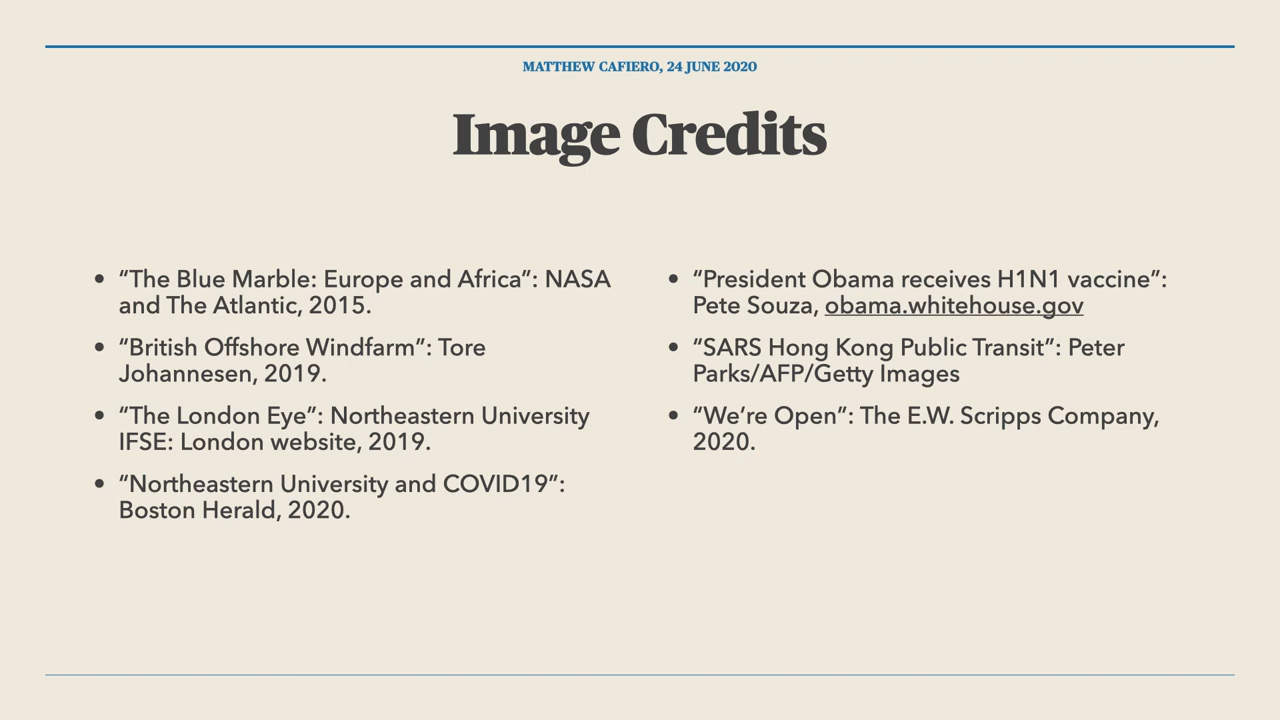 MATTHEW CAFIERO, 24 JUNE 2020
Image Credits
• “The Blue Marble: Europe and Africa”: NASA
and The Atlantic, 2015.
• “British Offshore Windfarm”: Tore
Johannesen, 2019.
• “The London Eye”: Northeastern University
IFSE: London website, 2019.
• “Northeastern University and COVID19”:
Boston Herald, 2020.
• “President Obama receives H1N1 vaccine”:
Pete Souza, obama.whitehouse.gov
• “SARS Hong Kong Public Transit”: Peter
Parks/AFP/Getty Images
• “We’re Open”: The E.W. Scripps Company,
2020.